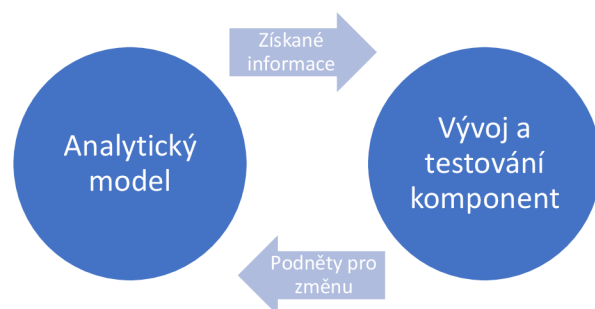 Získané
informace
Analytický
model
Vývoj a
testování
komponent
Podněty pro
změnu